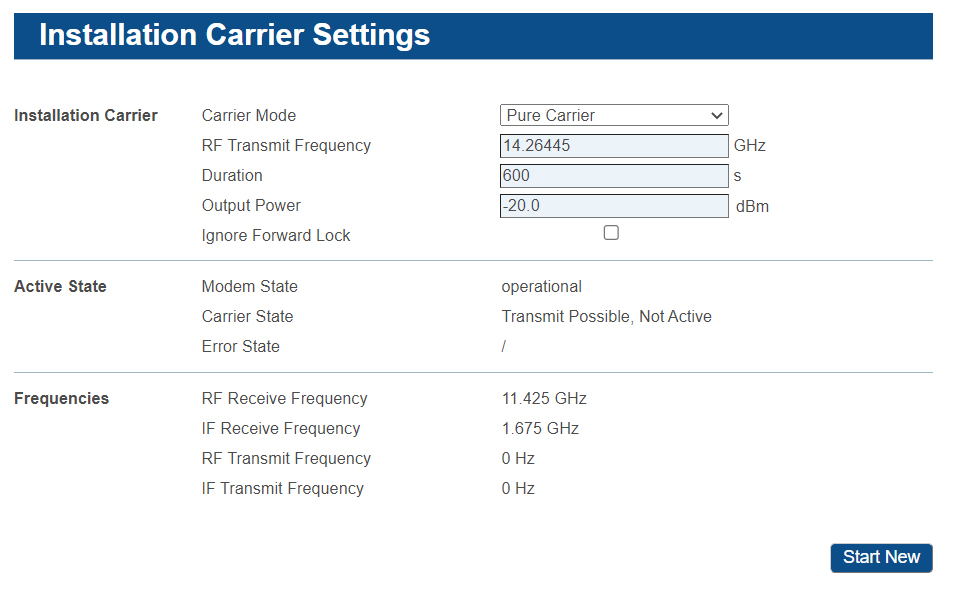 Installation Carrier Settings
Installation Carrier Carrier Mode Pure Carrier
RF Transmit Frequency 14.26445 GHz
Duration 600 s
Output Power -20.0 dBm
Ignore Forward Lock
Active State Modem State operational
Carrier State Transmit Possible, Not Active
Error State /
Frequencies RF Receive Frequency 11.425 GHz
IF Receive Frequency 1.675 GHz
RF Transmit Frequency 0 Hz
IF Transmit Frequency 0 Hz
Start New